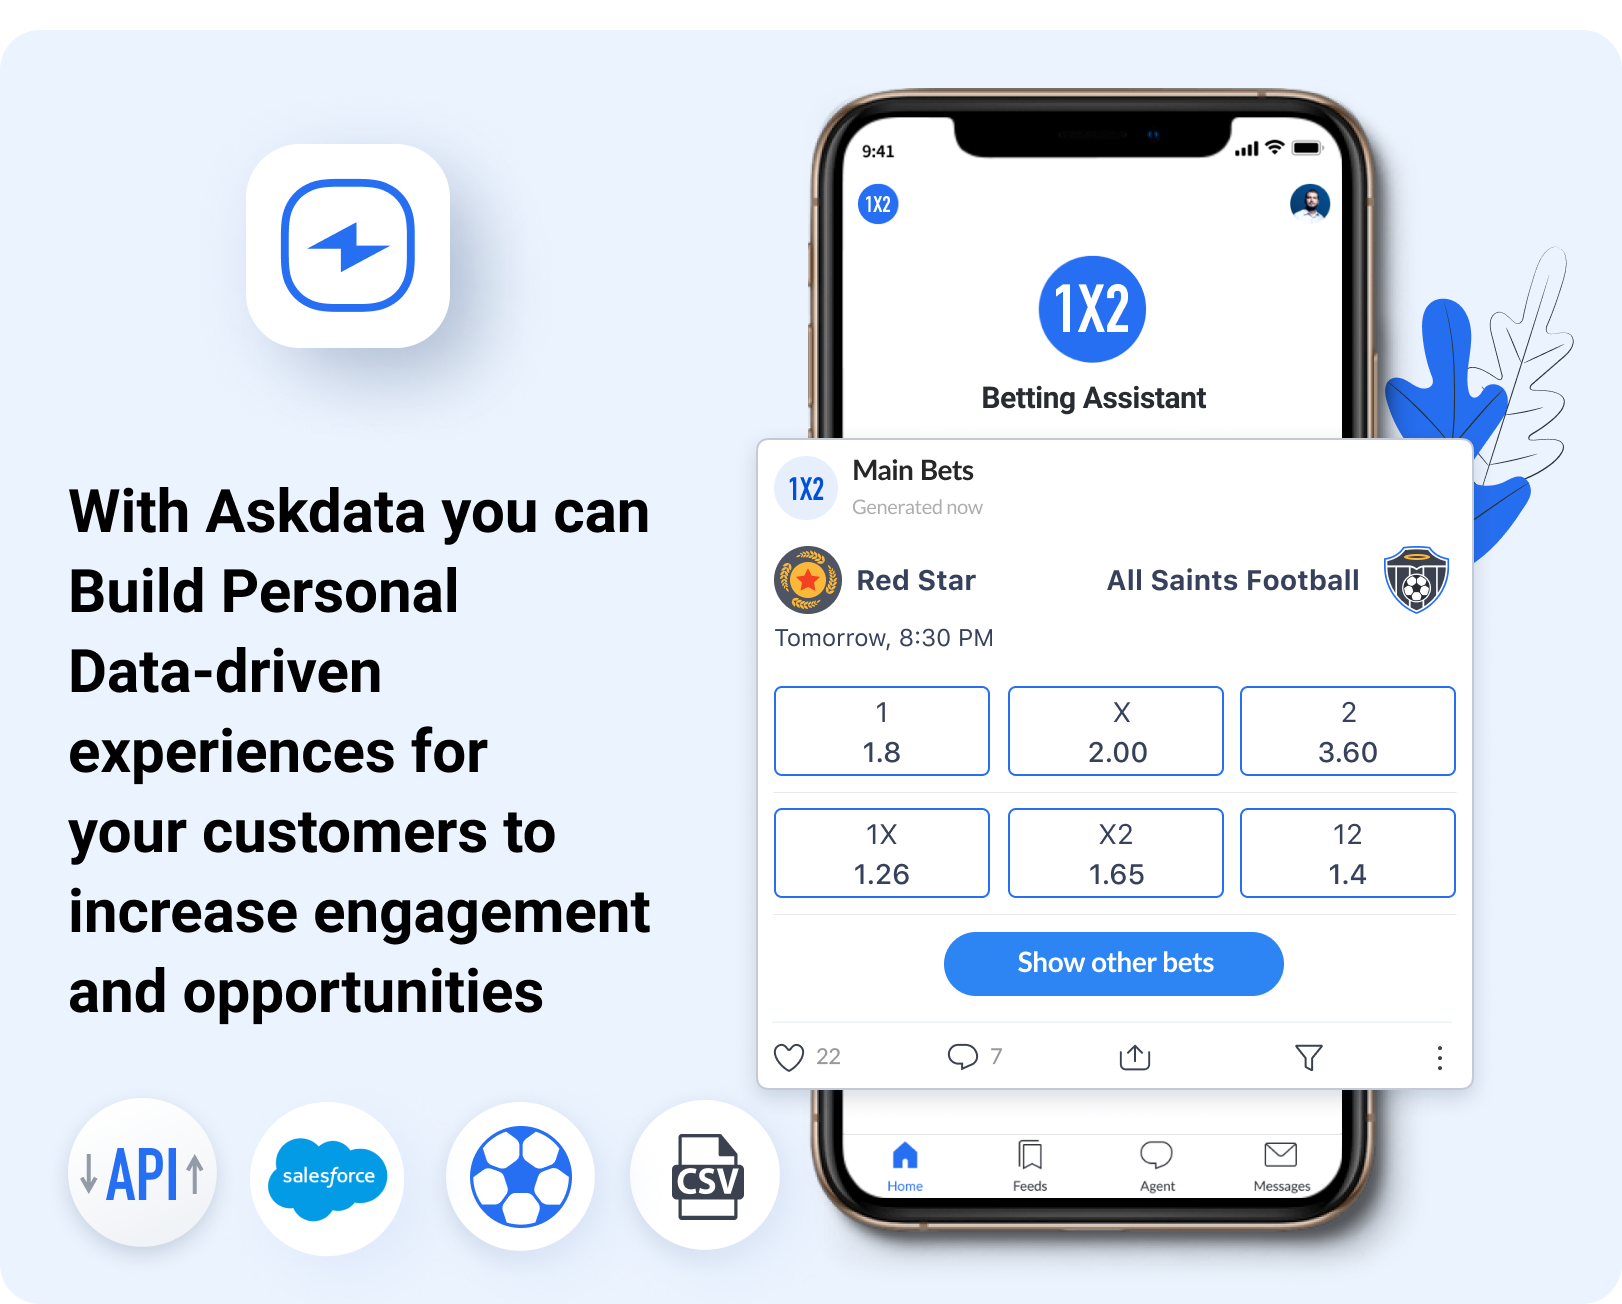 With Askdata you can
Build Personal
Data-driven
experiences for
your customers to
increase engagement
and opportunities
API
salesforce
CSV
9:41
1X2
1X2
Betting Assistant
1X2
Main Bets
Generated now
Red Star
All Saints Football
Tomorrow, 8:30 PM
1 X 2
1.8 2.00 3.60
1X X2 12
1.26 1.65 1.4
Show other bets
22 7
Home Feeds Agent Messages